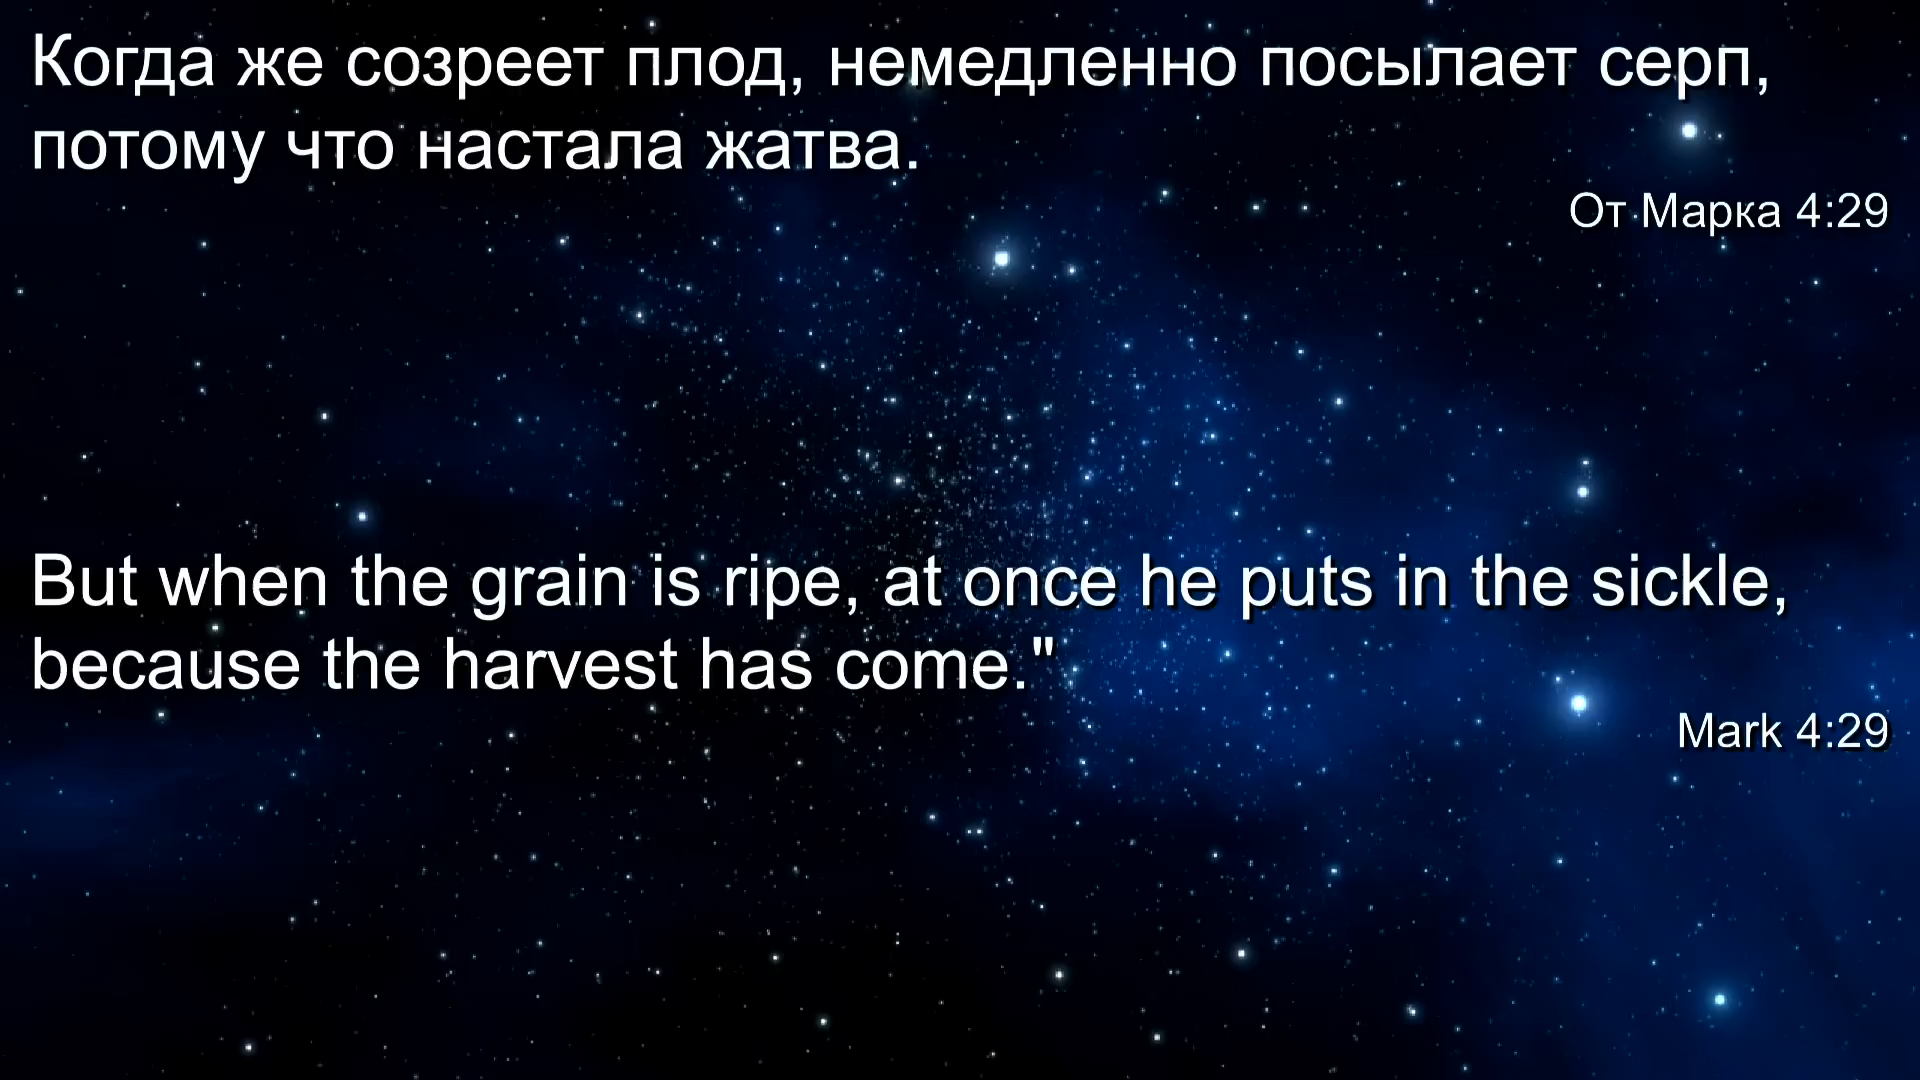 Когда же созреет плод, немедленно посылает серп,
потому что настала жатва.
От Марка 4:29
But when the grain is ripe, at once he puts in the sickle,
because the harvest has come."
Mark 4:29